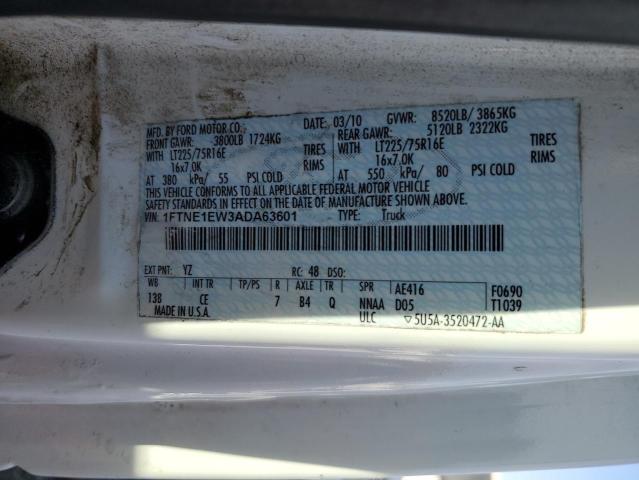 MFD. BY FORD MOTOR CO. DATE: 03/10 GVWR: 8520LB/ 3865KG
FRONT GAWR: 3800LB 1724KG REAR GAWR: 5120LB 2322KG
WITH LT225/75R16E TIRES WITH LT225/75R16E TIRES
16x7.0K RIMS 16x7.0K RIMS
AT 380 kPa/ 55 PSI COLD AT 550 kPa/ 80 PSI COLD
THIS VEHICLE CONFORMS TO ALL APPLICABLE FEDERAL MOTOR VEHICLE
SAFETY STANDARDS IN EFFECT ON THE DATE OF MANUFACTURE SHOWN ABOVE.
VIN: 1FTNE1EW3ADA63601 TYPE: Truck
EXT PNT: YZ RC: 48 DSO:
WB INT TR TP/PS R AXLE TR SPR AE416 F0690
138 CE 7 B4 Q NNAA D05 T1039
MADE IN U.S.A. ULC ▽5U5A-3520472-AA